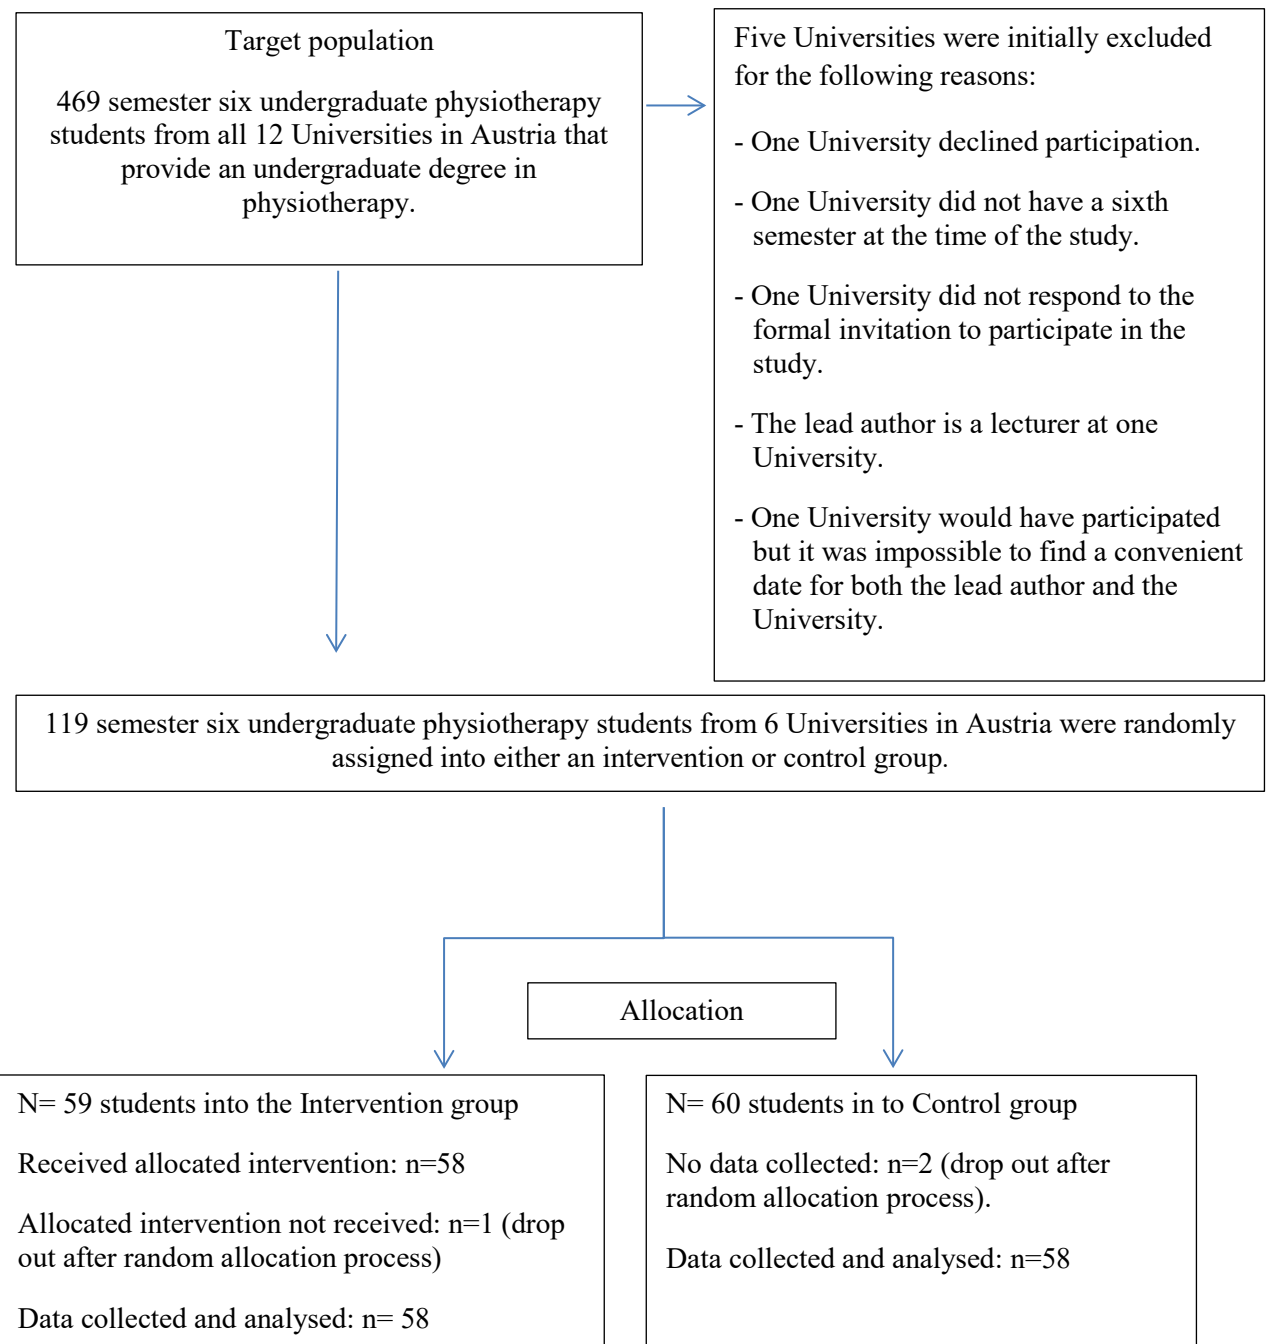 Target population
469 semester six undergraduate physiotherapy
students from all 12 Universities in Austria that
provide an undergraduate degree in
physiotherapy.
Five Universities were initially excluded
for the following reasons:
- One University declined participation.
- One University did not have a sixth
semester at the time of the study.
- One University did not respond to the
formal invitation to participate in the
study.
- The lead author is a lecturer at one
University.
- One University would have participated
but it was impossible to find a convenient
date for both the lead author and the
University.
119 semester six undergraduate physiotherapy students from 6 Universities in Austria were randomly
assigned into either an intervention or control group.
Allocation
N= 59 students into the Intervention group
Received allocated intervention: n=58
Allocated intervention not received: n=1 (drop
out after random allocation process)
Data collected and analysed: n= 58
N= 60 students in to Control group
No data collected: n=2 (drop out after
random allocation process).
Data collected and analysed: n=58